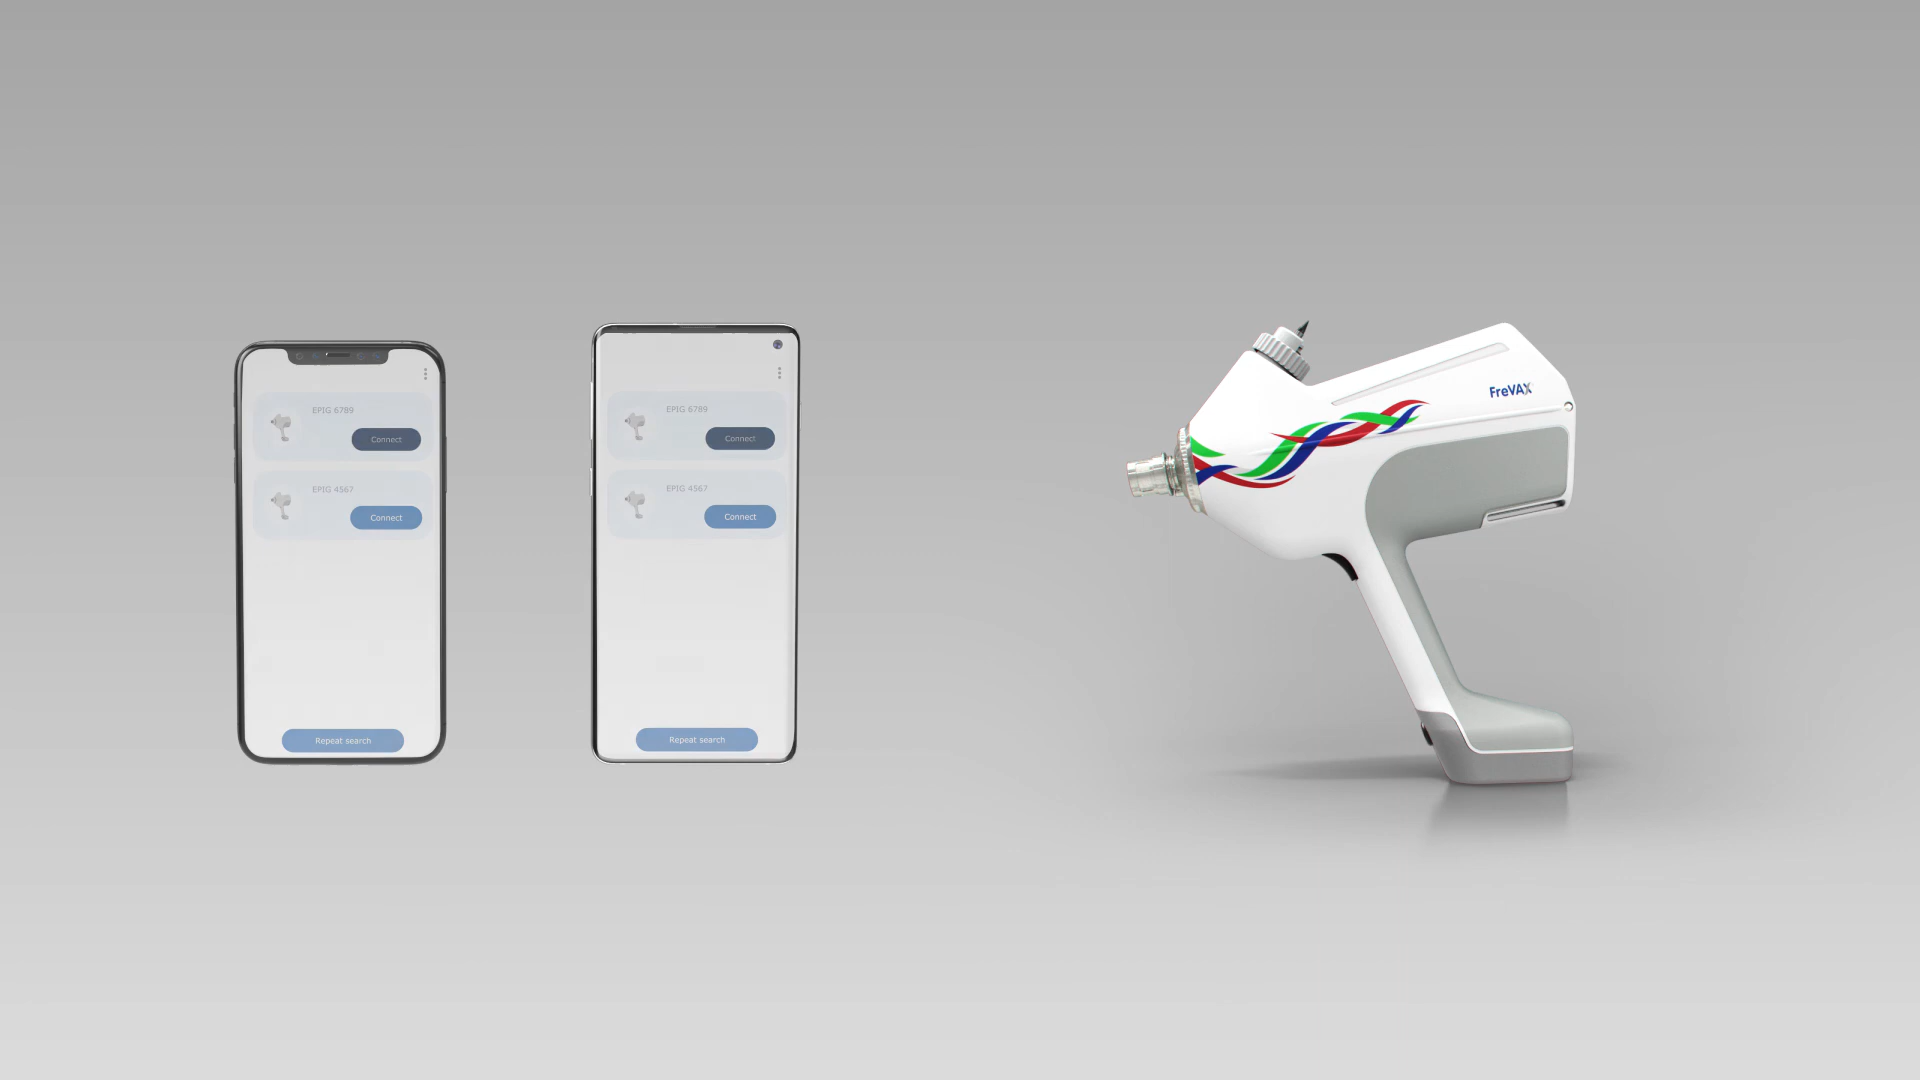 EPIG 6789
Connect
EPIG 4567
Connect
Repeat search
EPIG 6789
Connect
EPIG 4567
Connect
Repeat search
FreVAX